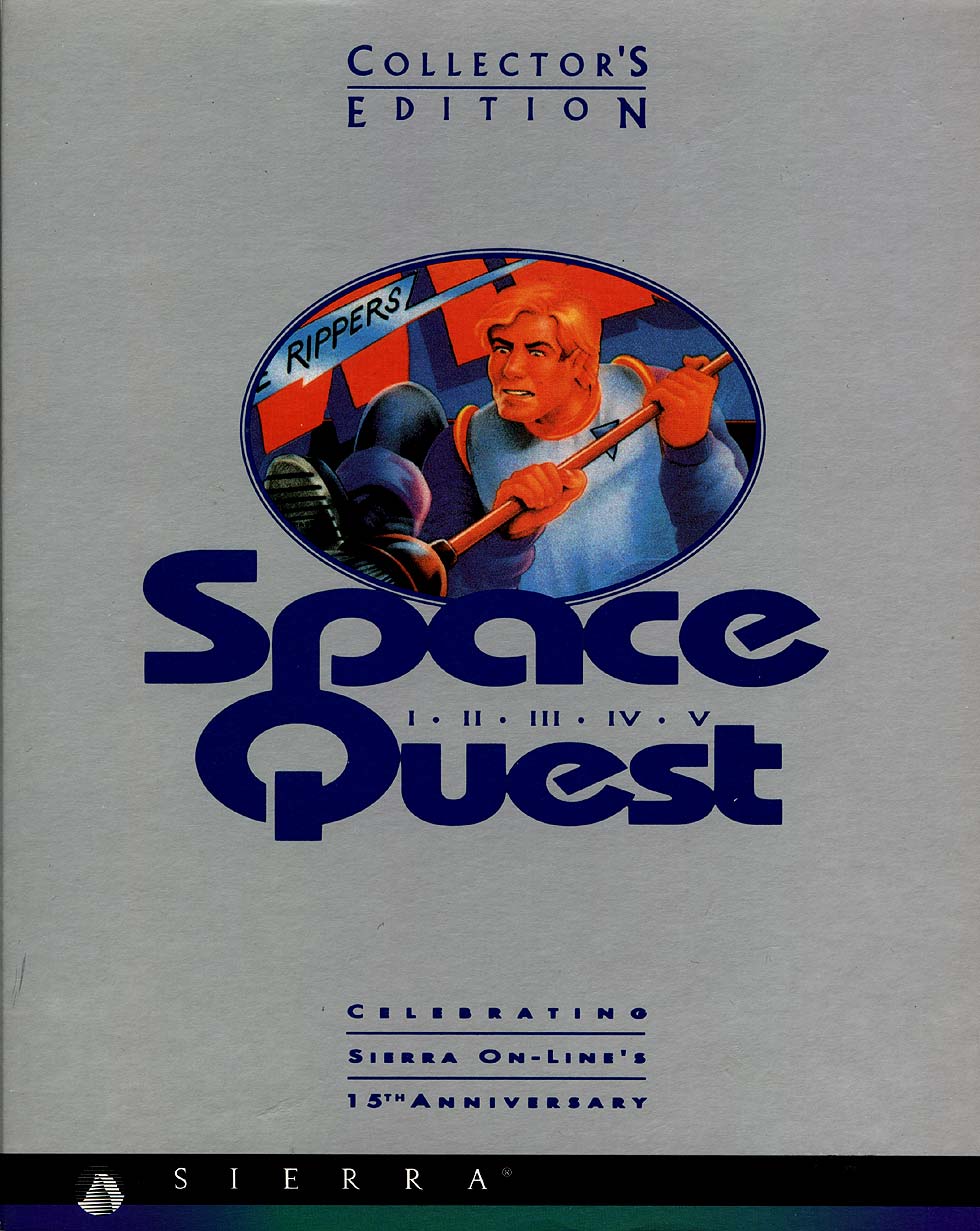 COLLECTOR'S
EDITION
RIPPERS
Space
I · II · III · IV · V
Quest
CELEBRATING
SIERRA ON-LINE'S
15TH ANNIVERSARY
SIERRA®